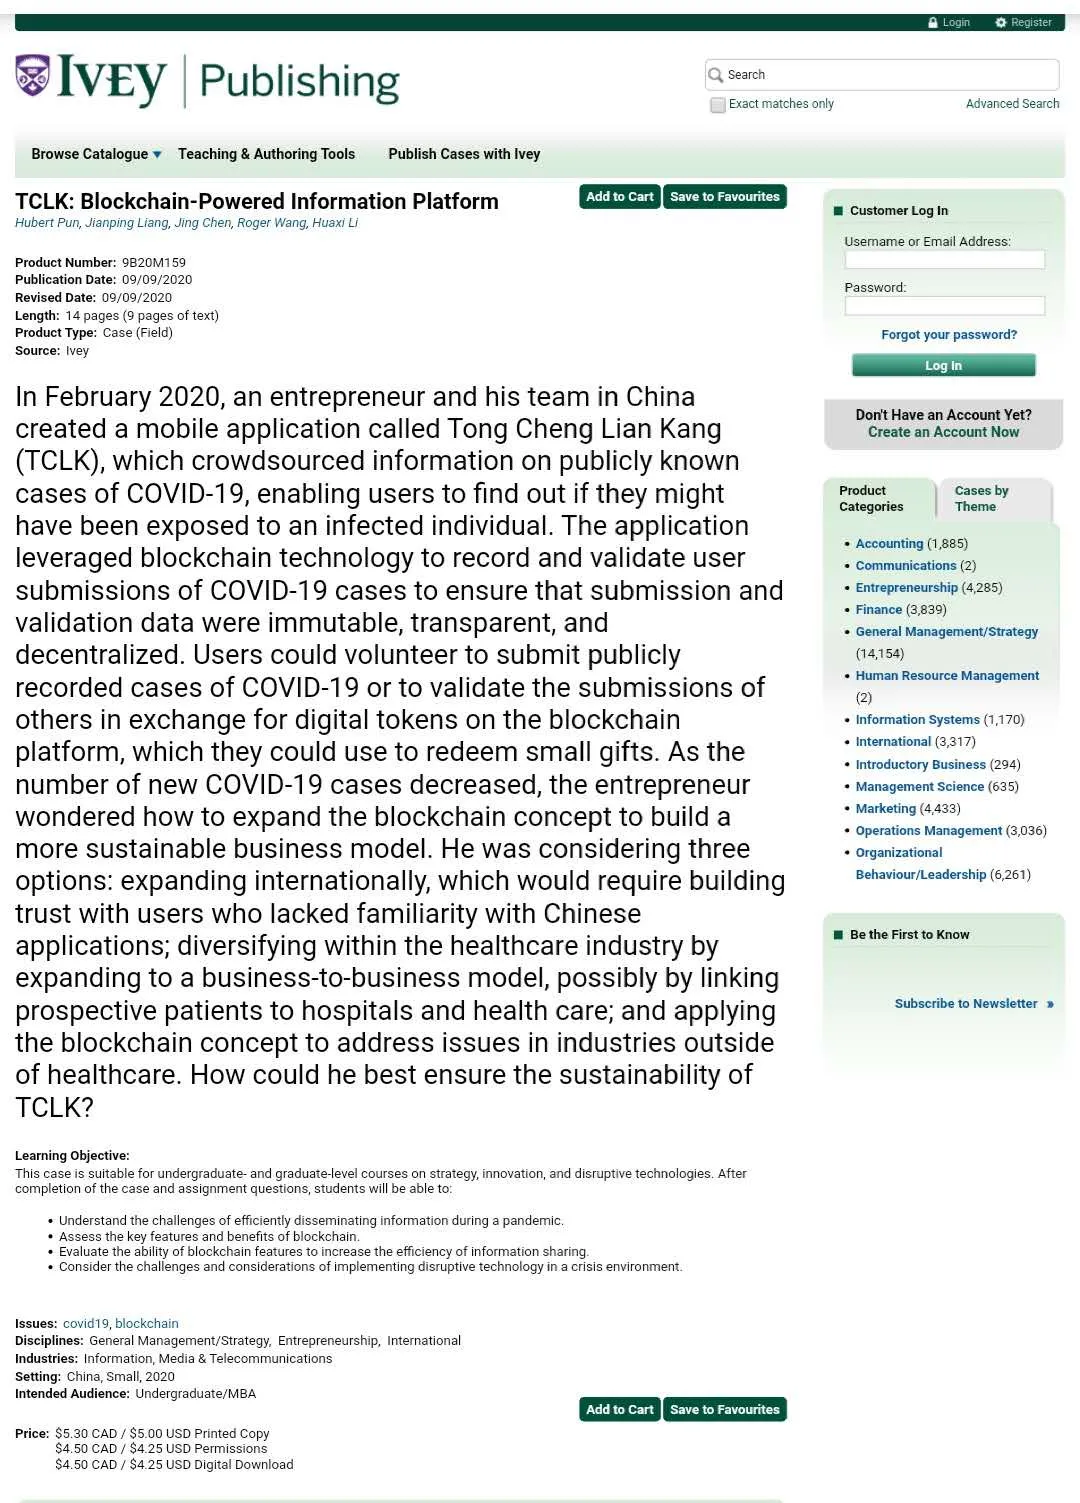 Login Register
IVEY Publishing
Search
Exact matches only Advanced Search
Browse Catalogue Teaching & Authoring Tools Publish Cases with Ivey
TCLK: Blockchain-Powered Information Platform
Add to Cart Save to Favourites
Hubert Pun, Jianping Liang, Jing Chen, Roger Wang, Huaxi Li
Product Number: 9B20M159
Publication Date: 09/09/2020
Revised Date: 09/09/2020
Length: 14 pages (9 pages of text)
Product Type: Case (Field)
Source: Ivey
In February 2020, an entrepreneur and his team in China
created a mobile application called Tong Cheng Lian Kang
(TCLK), which crowdsourced information on publicly known
cases of COVID-19, enabling users to find out if they might
have been exposed to an infected individual. The application
leveraged blockchain technology to record and validate user
submissions of COVID-19 cases to ensure that submission and
validation data were immutable, transparent, and
decentralized. Users could volunteer to submit publicly
recorded cases of COVID-19 or to validate the submissions of
others in exchange for digital tokens on the blockchain
platform, which they could use to redeem small gifts. As the
number of new COVID-19 cases decreased, the entrepreneur
wondered how to expand the blockchain concept to build a
more sustainable business model. He was considering three
options: expanding internationally, which would require building
trust with users who lacked familiarity with Chinese
applications; diversifying within the healthcare industry by
expanding to a business-to-business model, possibly by linking
prospective patients to hospitals and health care; and applying
the blockchain concept to address issues in industries outside
of healthcare. How could he best ensure the sustainability of
TCLK?
Learning Objective:
This case is suitable for undergraduate- and graduate-level courses on strategy, innovation, and disruptive technologies. After
completion of the case and assignment questions, students will be able to:
• Understand the challenges of efficiently disseminating information during a pandemic.
• Assess the key features and benefits of blockchain.
• Evaluate the ability of blockchain features to increase the efficiency of information sharing.
• Consider the challenges and considerations of implementing disruptive technology in a crisis environment.
Issues: covid19, blockchain
Disciplines: General Management/Strategy, Entrepreneurship, International
Industries: Information, Media & Telecommunications
Setting: China, Small, 2020
Intended Audience: Undergraduate/MBA
Add to Cart Save to Favourites
Price: $5.30 CAD / $5.00 USD Printed Copy
$4.50 CAD / $4.25 USD Permissions
$4.50 CAD / $4.25 USD Digital Download
Customer Log In
Username or Email Address:
Password:
Forgot your password?
Log in
Don't Have an Account Yet?
Create an Account Now
Product Categories
Cases by Theme
• Accounting (1,885)
• Communications (2)
• Entrepreneurship (4,285)
• Finance (3,839)
• General Management/Strategy
(14,154)
• Human Resource Management
(2)
• Information Systems (1,170)
• International (3,317)
• Introductory Business (294)
• Management Science (635)
• Marketing (4,433)
• Operations Management (3,036)
• Organizational
Behaviour/Leadership (6,261)
Be the First to Know
Subscribe to Newsletter »